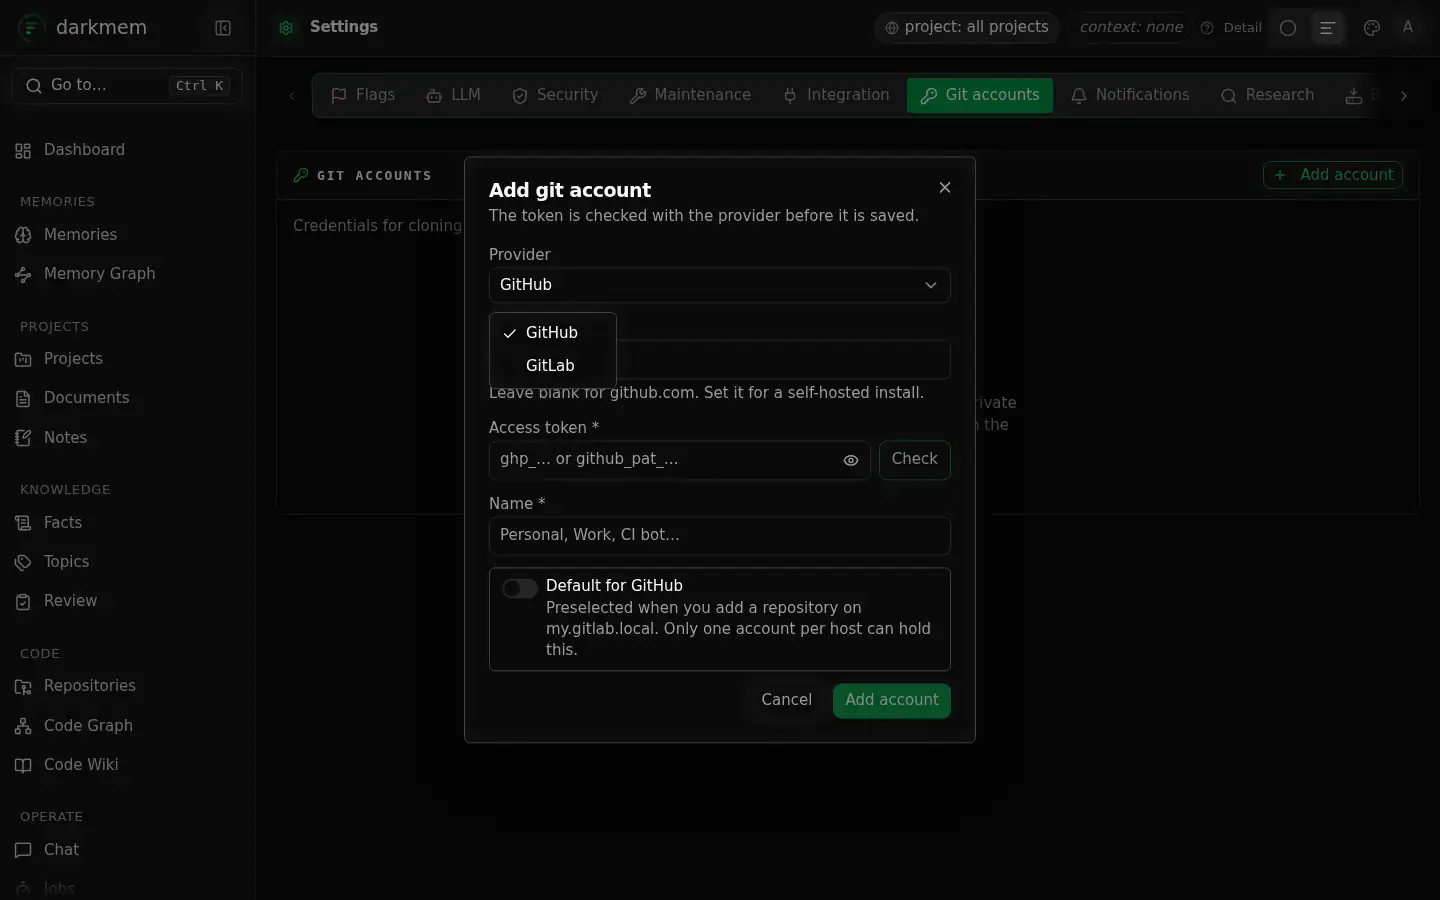 darkmem
Settings
project: all projects
context: none
Detail
A
Go to...
Ctrl K
Flags
LLM
Security
Maintenance
Integration
Git accounts
Notifications
Research
Dashboard
MEMORIES
Memories
Memory Graph
PROJECTS
Projects
Documents
Notes
KNOWLEDGE
Facts
Topics
Review
CODE
Repositories
Code Graph
Code Wiki
OPERATE
Chat
Jobs
GIT ACCOUNTS
+ Add account
Credentials for cloning
Add git account
The token is checked with the provider before it is saved.
Provider
GitHub
GitHub
GitLab
Leave blank for github.com. Set it for a self-hosted install.
the
Access token *
ghp_... or github_pat_...
Check
Name *
Personal, Work, CI bot...
Default for GitHub
Preselected when you add a repository on
my.gitlab.local. Only one account per host can hold
this.
Cancel
Add account